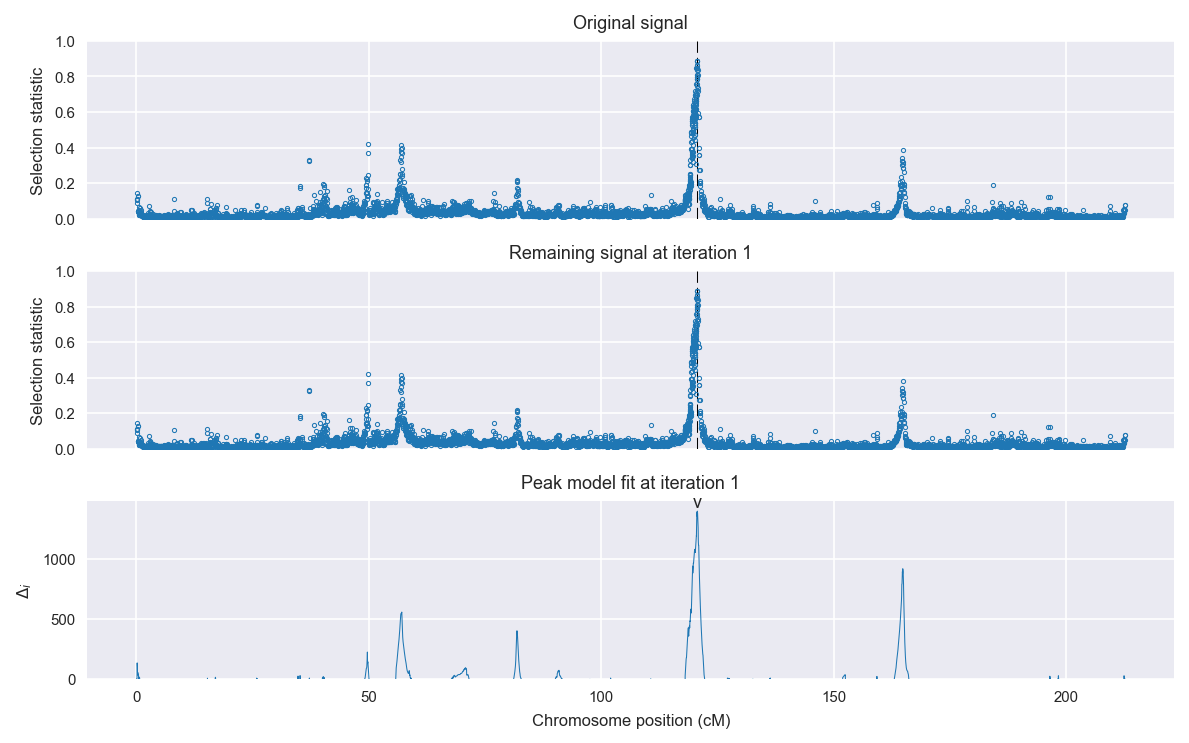 Original signal
Selection statistic
1.0
0.8
0.6
0.4
0.2
0.0
Remaining signal at iteration 1
Selection statistic
1.0
0.8
0.6
0.4
0.2
0.0
Peak model fit at iteration 1
v
Δi
1000
500
0
0 50 100 150 200
Chromosome position (cM)